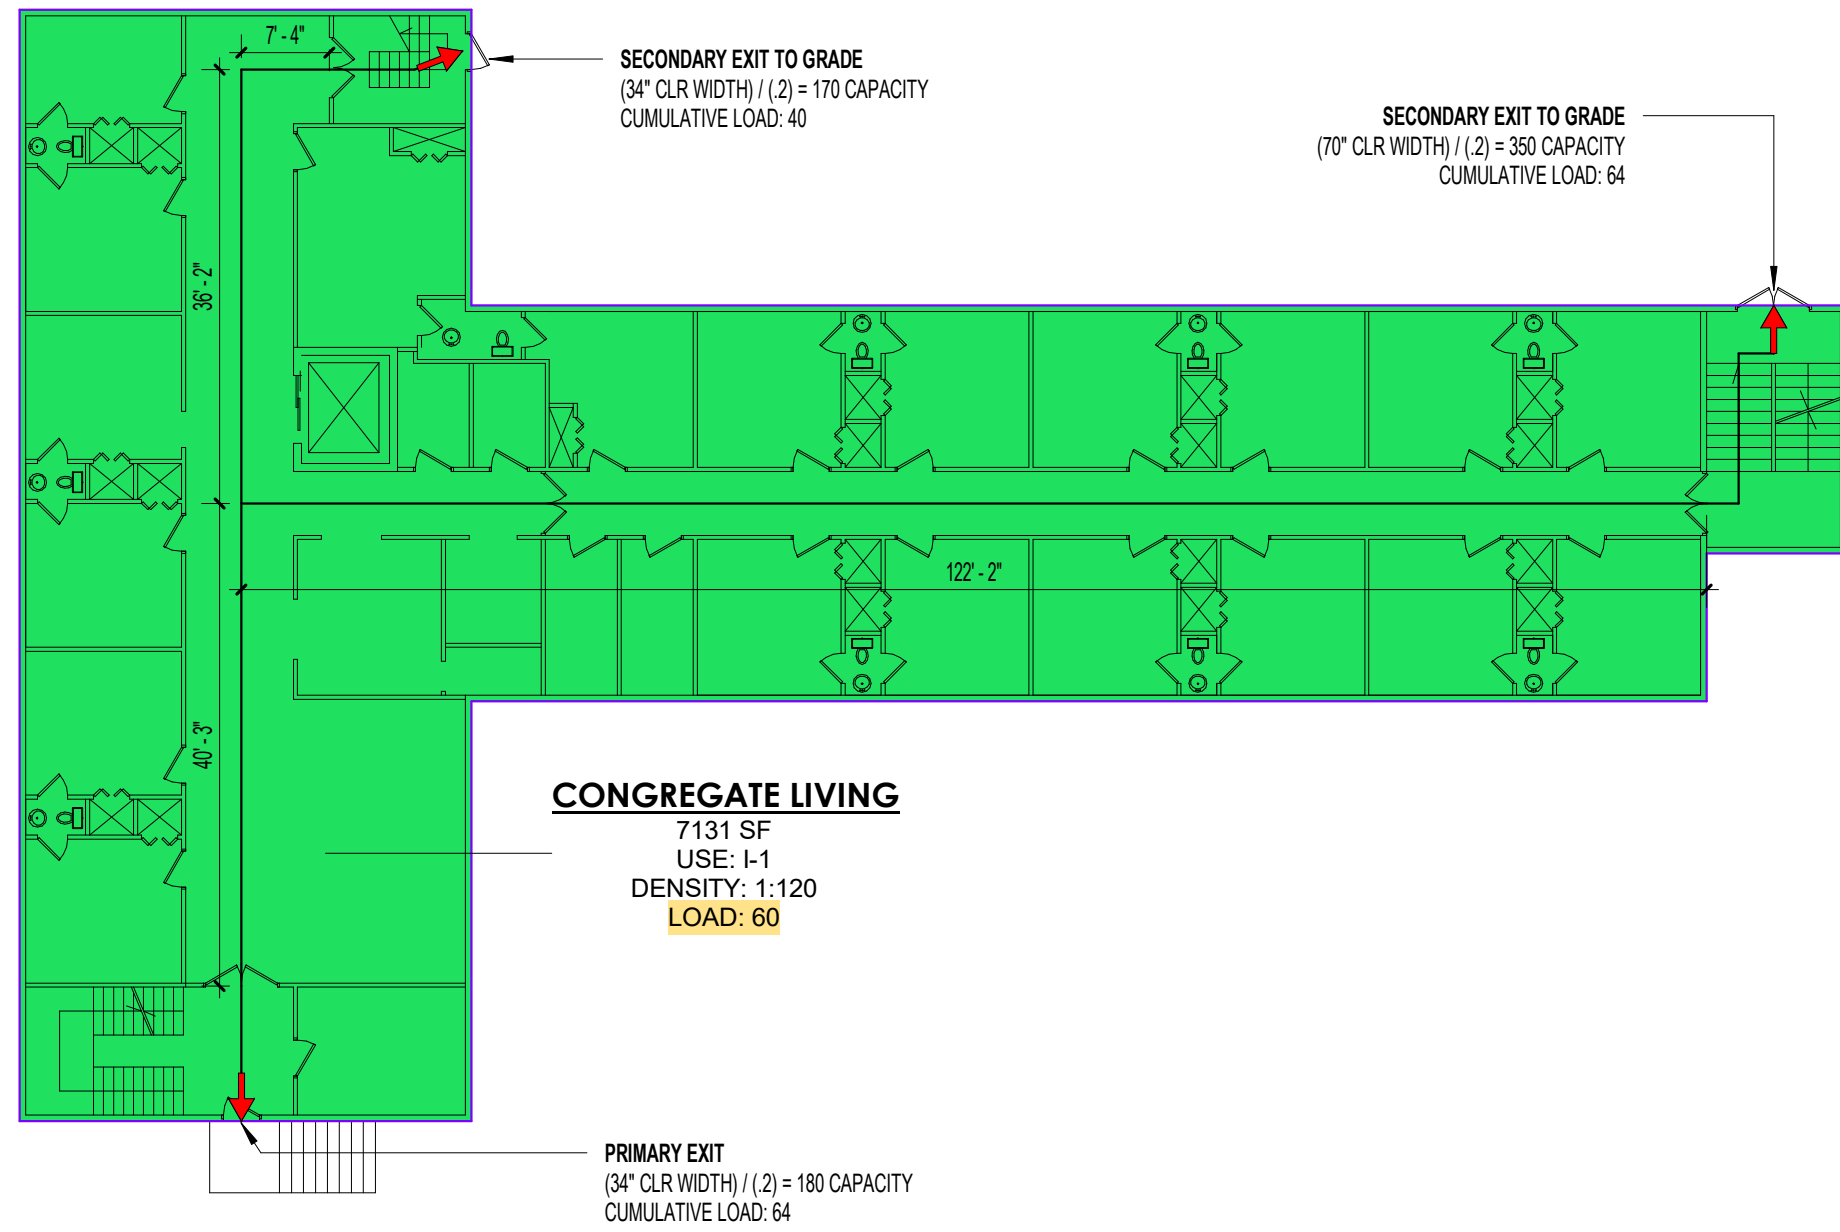 7' - 4"
SECONDARY EXIT TO GRADE
(34" CLR WIDTH) / (.2) = 170 CAPACITY
CUMULATIVE LOAD: 40
SECONDARY EXIT TO GRADE
(70" CLR WIDTH) / (.2) = 350 CAPACITY
CUMULATIVE LOAD: 64
36' - 2"
122' - 2"
40' - 3"
CONGREGATE LIVING
7131 SF
USE: I-1
DENSITY: 1:120
LOAD: 60
PRIMARY EXIT
(34" CLR WIDTH) / (.2) = 180 CAPACITY
CUMULATIVE LOAD: 64